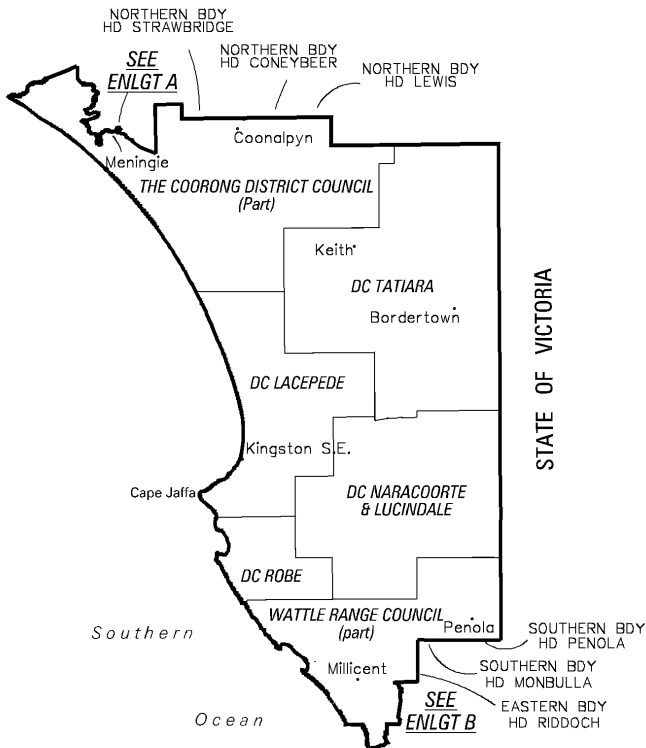 NORTHERN BDY
HD STRAWBRIDGE
NORTHERN BDY
HD CONEYBEER
NORTHERN BDY
HD LEWIS
SEE
ENLGT A
Coonalpyn
Meningie
THE COORONG DISTRICT COUNCIL
(Part)
Keith
DC TATIARA
Bordertown
STATE OF VICTORIA
DC LACEPEDE
Kingston S.E.
Cape Jaffa
DC NARACOORTE
& LUCINDALE
DC ROBE
WATTLE RANGE COUNCIL
(part)
Penola
Southern
SOUTHERN BDY
HD PENOLA
Millicent
SOUTHERN BDY
HD MONBULLA
SEE
ENLGT B
EASTERN BDY
HD RIDDOCH
Ocean